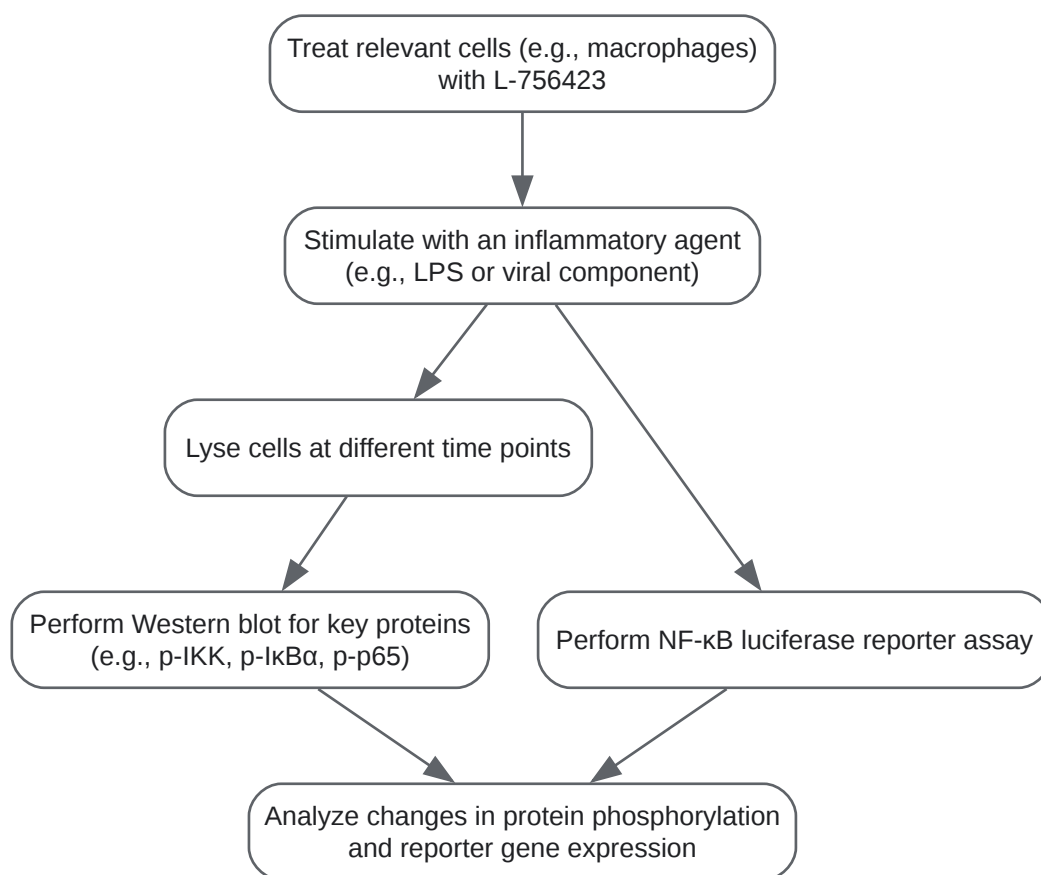 Treat relevant cells (e.g., macrophages)
with L-756423
Stimulate with an inflammatory agent
(e.g., LPS or viral component)
Lyse cells at different time points
Perform Western blot for key proteins
(e.g., p-IKK, p-IκBα, p-p65)
Perform NF-κB luciferase reporter assay
Analyze changes in protein phosphorylation
and reporter gene expression